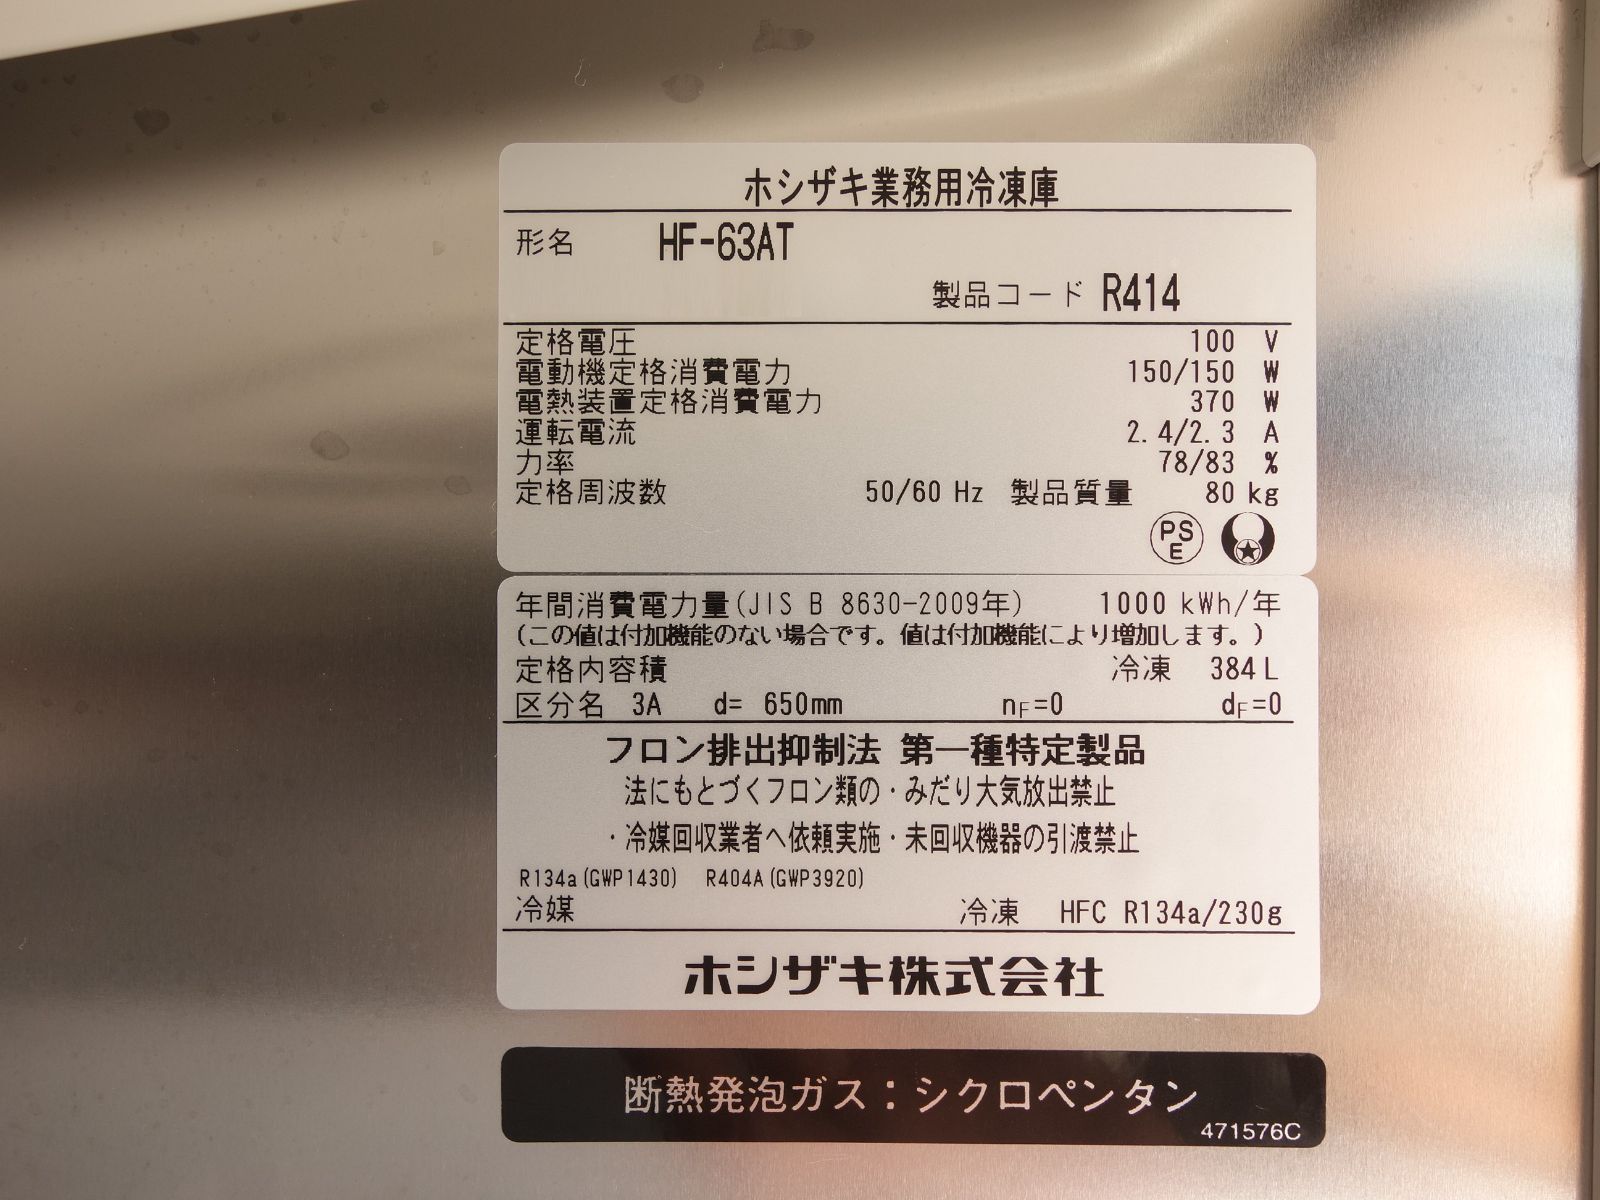 ホシザキ業務用冷凍庫
形名 HF-63AT
製品コード R414
定格電圧 100 V
電動機定格消費電力 150/150 W
電熱装置定格消費電力 370 W
運転電流 2.4/2.3 A
力率 78/83 %
定格周波数 50/60 Hz 製品質量 80 kg
PS
E
年間消費電力量(JIS B 8630-2009年) 1000 kWh/年
(この値は付加機能のない場合です。値は付加機能により増加します。)
定格内容積 冷凍 384L
区分名 3A d= 650mm nF=0 dF=0
フロン排出抑制法 第一種特定製品
法にもとづくフロン類の・みだり大気放出禁止
・冷媒回収業者へ依頼実施・未回収機器の引渡禁止
R134a(GWP1430) R404A(GWP3920)
冷媒 冷凍 HFC R134a/230g
ホシザキ株式会社
断熱発泡ガス：シクロペンタン
471576C